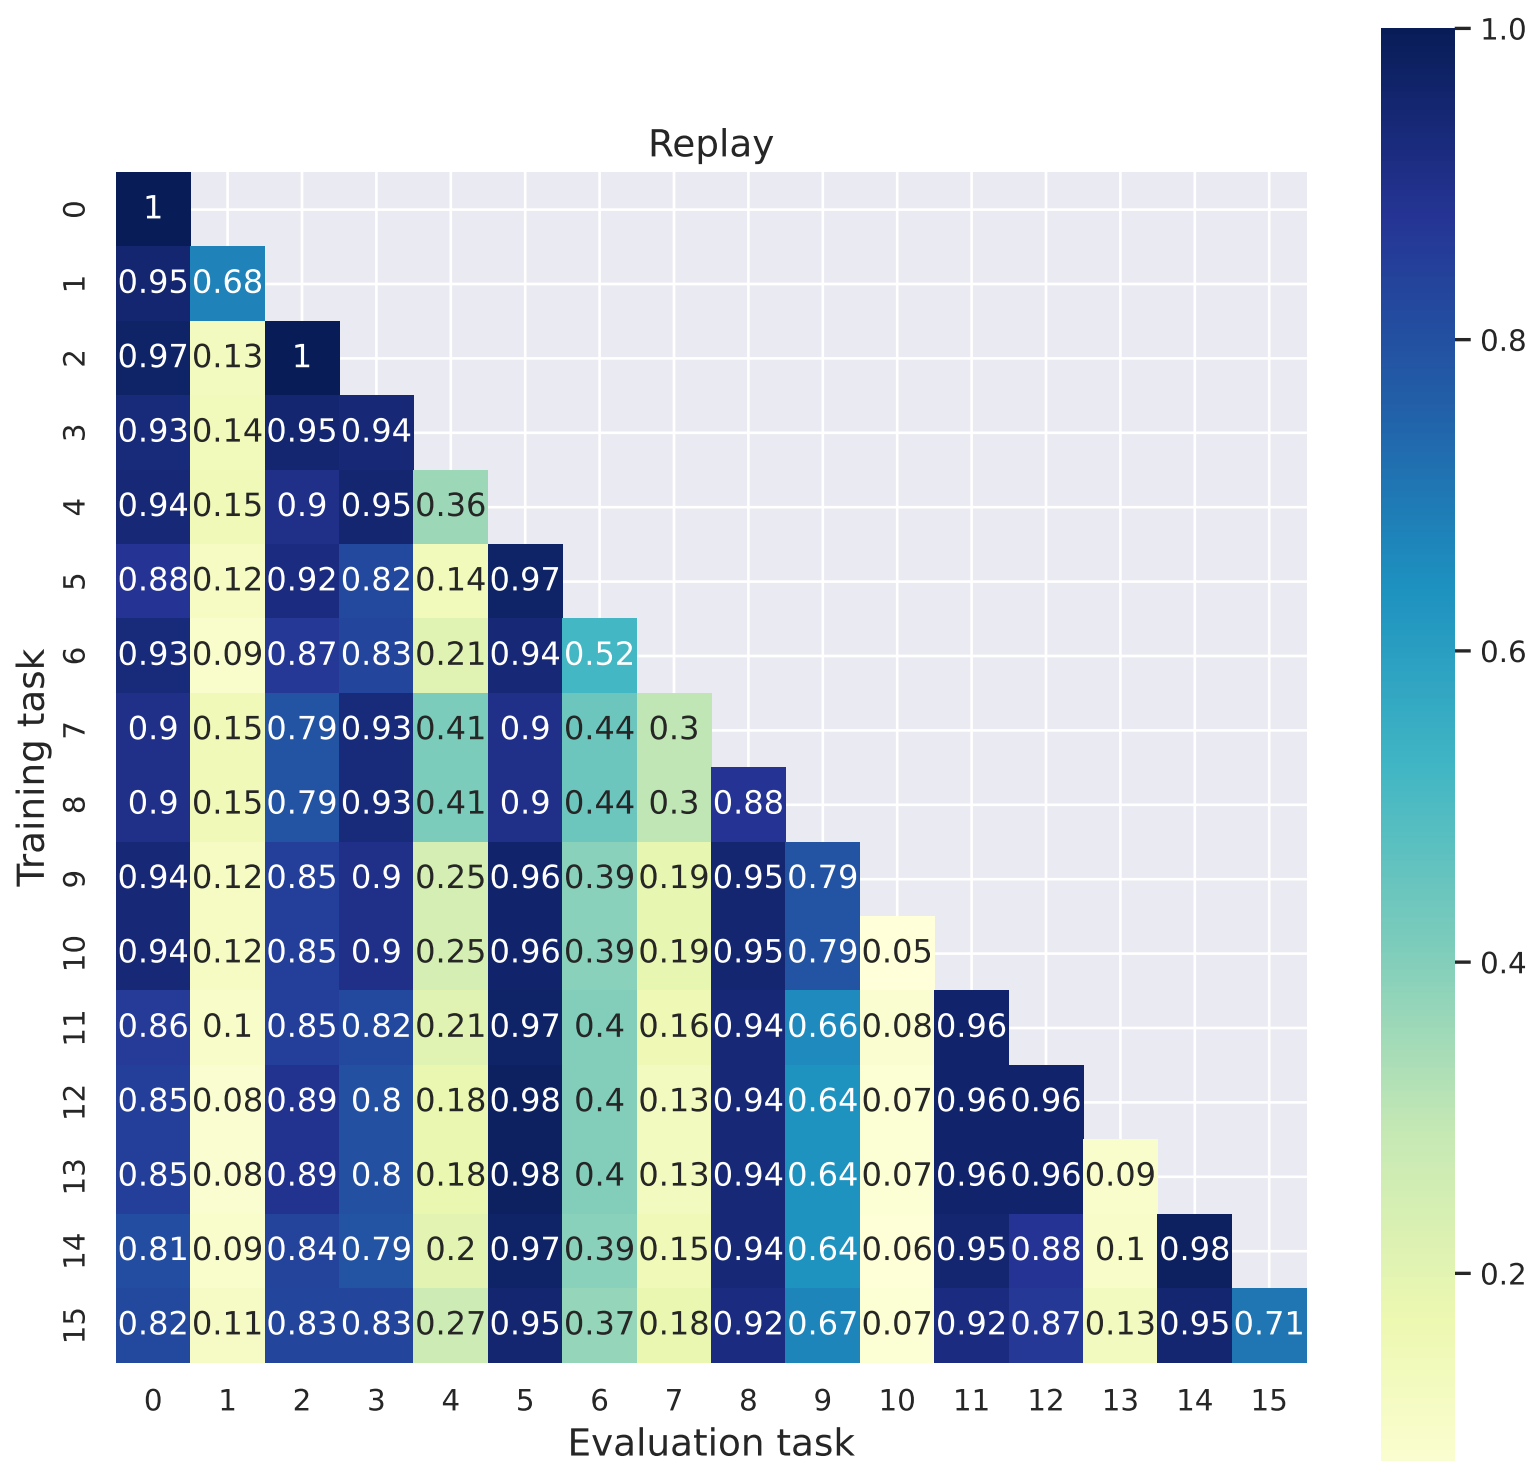 Replay
0 1
1 0.95 0.68
2 0.97 0.13 1
3 0.93 0.14 0.95 0.94
4 0.94 0.15 0.9 0.95 0.36
5 0.88 0.12 0.92 0.82 0.14 0.97
6 0.93 0.09 0.87 0.83 0.21 0.94 0.52
7 0.9 0.15 0.79 0.93 0.41 0.9 0.44 0.3
8 0.9 0.15 0.79 0.93 0.41 0.9 0.44 0.3 0.88
9 0.94 0.12 0.85 0.9 0.25 0.96 0.39 0.19 0.95 0.79
10 0.94 0.12 0.85 0.9 0.25 0.96 0.39 0.19 0.95 0.79 0.05
11 0.86 0.1 0.85 0.82 0.21 0.97 0.4 0.16 0.94 0.66 0.08 0.96
12 0.85 0.08 0.89 0.8 0.18 0.98 0.4 0.13 0.94 0.64 0.07 0.96 0.96
13 0.85 0.08 0.89 0.8 0.18 0.98 0.4 0.13 0.94 0.64 0.07 0.96 0.96 0.09
14 0.81 0.09 0.84 0.79 0.2 0.97 0.39 0.15 0.94 0.64 0.06 0.95 0.88 0.1 0.98
15 0.82 0.11 0.83 0.83 0.27 0.95 0.37 0.18 0.92 0.67 0.07 0.92 0.87 0.13 0.95 0.71
0 1 2 3 4 5 6 7 8 9 10 11 12 13 14 15
Evaluation task
Training task
1.0
0.8
0.6
0.4
0.2